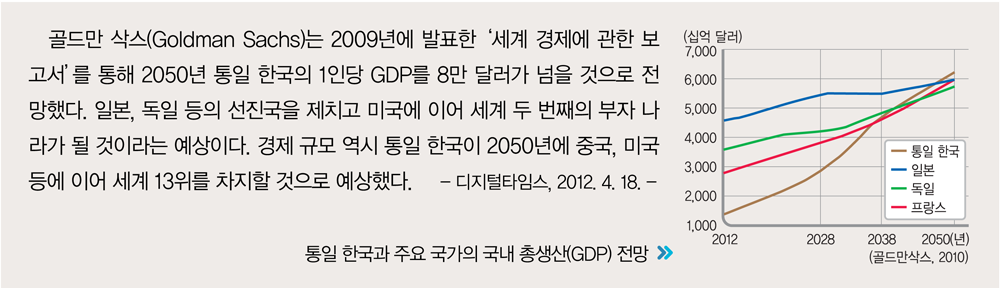 골드만 삭스(Goldman Sachs)는 2009년에 발표한 ‘세계 경제에 관한 보
고서’를 통해 2050년 통일 한국의 1인당 GDP를 8만 달러가 넘을 것으로 전
망했다. 일본, 독일 등의 선진국을 제치고 미국에 이어 세계 두 번째의 부자 나
라가 될 것이라는 예상이다. 경제 규모 역시 통일 한국이 2050년에 중국, 미국
등에 이어 세계 13위를 차지할 것으로 예상했다. - 디지털타임스, 2012. 4. 18. -
통일 한국과 주요 국가의 국내 총생산(GDP) 전망
(십억 달러)
7,000
6,000
5,000
4,000
3,000
2,000
1,000
통일 한국
일본
독일
프랑스
2012 2028 2038 2050(년)
(골드만삭스, 2010)